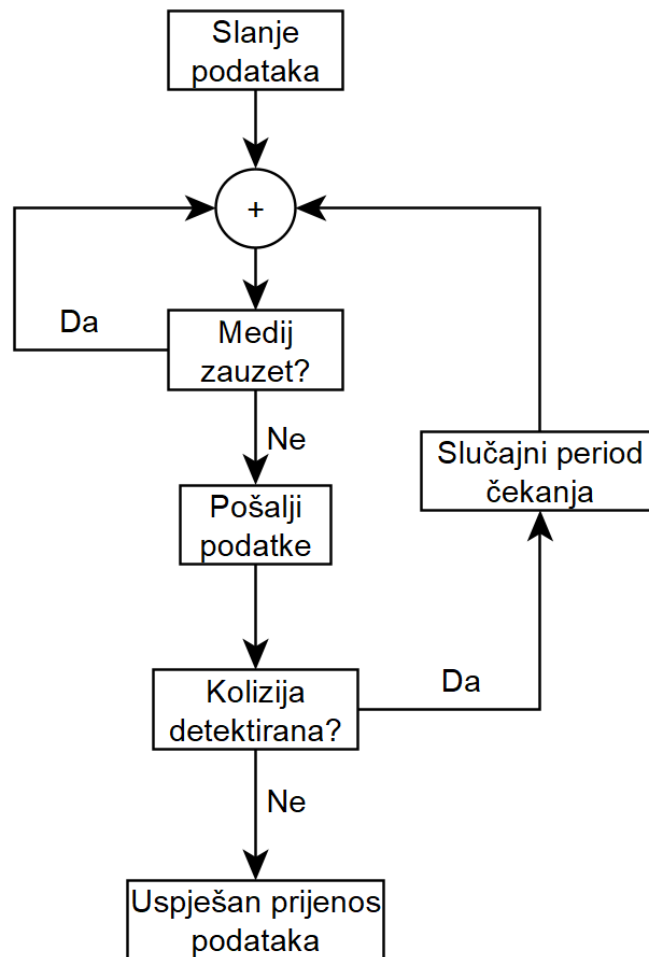 Slanje
podataka
+
Da
Medij
zauzet?
Ne
Slučajni period
čekanja
Pošalji
podatke
Kolizija
detektirana?
Da
Ne
Uspješan prijenos
podataka